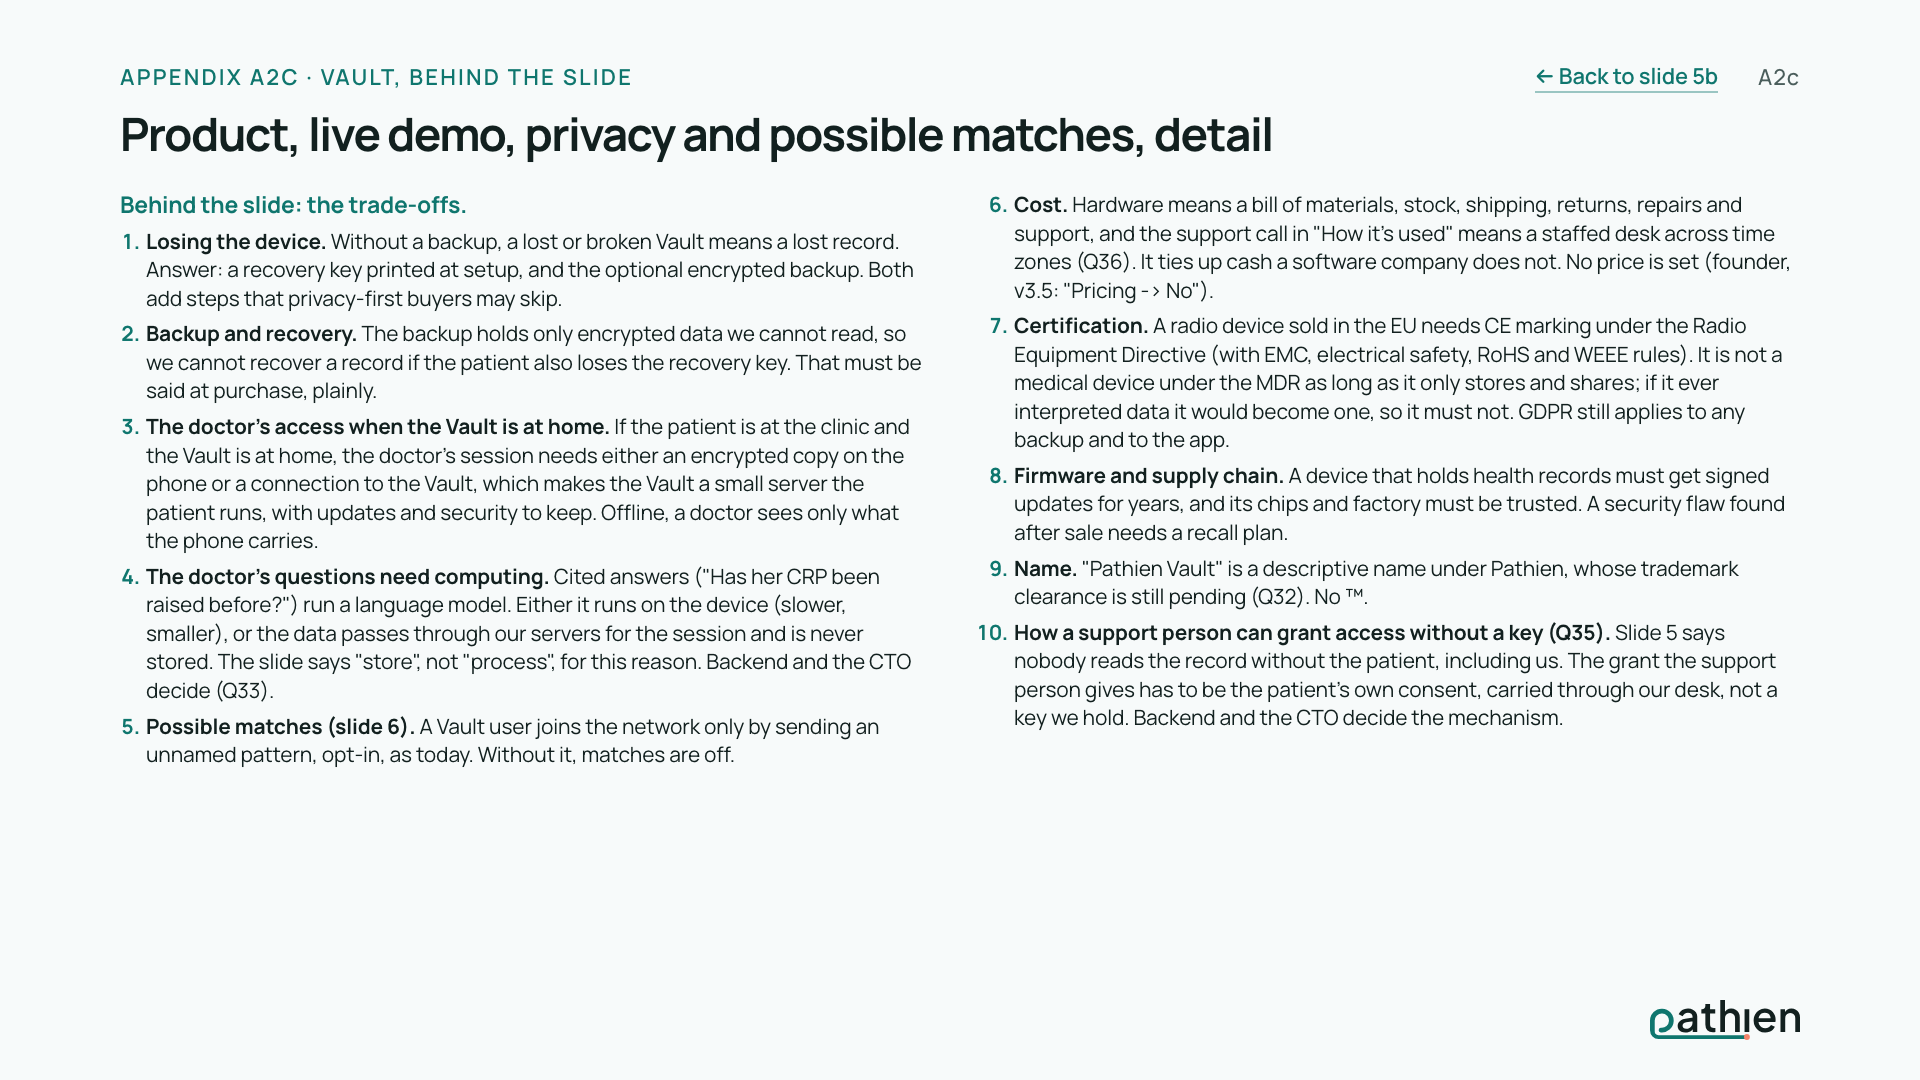 APPENDIX A2C · VAULT, BEHIND THE SLIDE
← Back to slide 5b
A2c
Product, live demo, privacy and possible matches, detail
Behind the slide: the trade-offs.
1. Losing the device. Without a backup, a lost or broken Vault means a lost record.
Answer: a recovery key printed at setup, and the optional encrypted backup. Both
add steps that privacy-first buyers may skip.
2. Backup and recovery. The backup holds only encrypted data we cannot read, so
we cannot recover a record if the patient also loses the recovery key. That must be
said at purchase, plainly.
3. The doctor's access when the Vault is at home. If the patient is at the clinic and
the Vault is at home, the doctor's session needs either an encrypted copy on the
phone or a connection to the Vault, which makes the Vault a small server the
patient runs, with updates and security to keep. Offline, a doctor sees only what
the phone carries.
4. The doctor's questions need computing. Cited answers ("Has her CRP been
raised before?") run a language model. Either it runs on the device (slower,
smaller), or the data passes through our servers for the session and is never
stored. The slide says "store", not "process", for this reason. Backend and the CTO
decide (Q33).
5. Possible matches (slide 6). A Vault user joins the network only by sending an
unnamed pattern, opt-in, as today. Without it, matches are off.
6. Cost. Hardware means a bill of materials, stock, shipping, returns, repairs and
support, and the support call in "How it's used" means a staffed desk across time
zones (Q36). It ties up cash a software company does not. No price is set (founder,
v3.5: "Pricing -> No").
7. Certification. A radio device sold in the EU needs CE marking under the Radio
Equipment Directive (with EMC, electrical safety, RoHS and WEEE rules). It is not a
medical device under the MDR as long as it only stores and shares; if it ever
interpreted data it would become one, so it must not. GDPR still applies to any
backup and to the app.
8. Firmware and supply chain. A device that holds health records must get signed
updates for years, and its chips and factory must be trusted. A security flaw found
after sale needs a recall plan.
9. Name. "Pathien Vault" is a descriptive name under Pathien, whose trademark
clearance is still pending (Q32). No ™.
10. How a support person can grant access without a key (Q35). Slide 5 says
nobody reads the record without the patient, including us. The grant the support
person gives has to be the patient's own consent, carried through our desk, not a
key we hold. Backend and the CTO decide the mechanism.
pathien